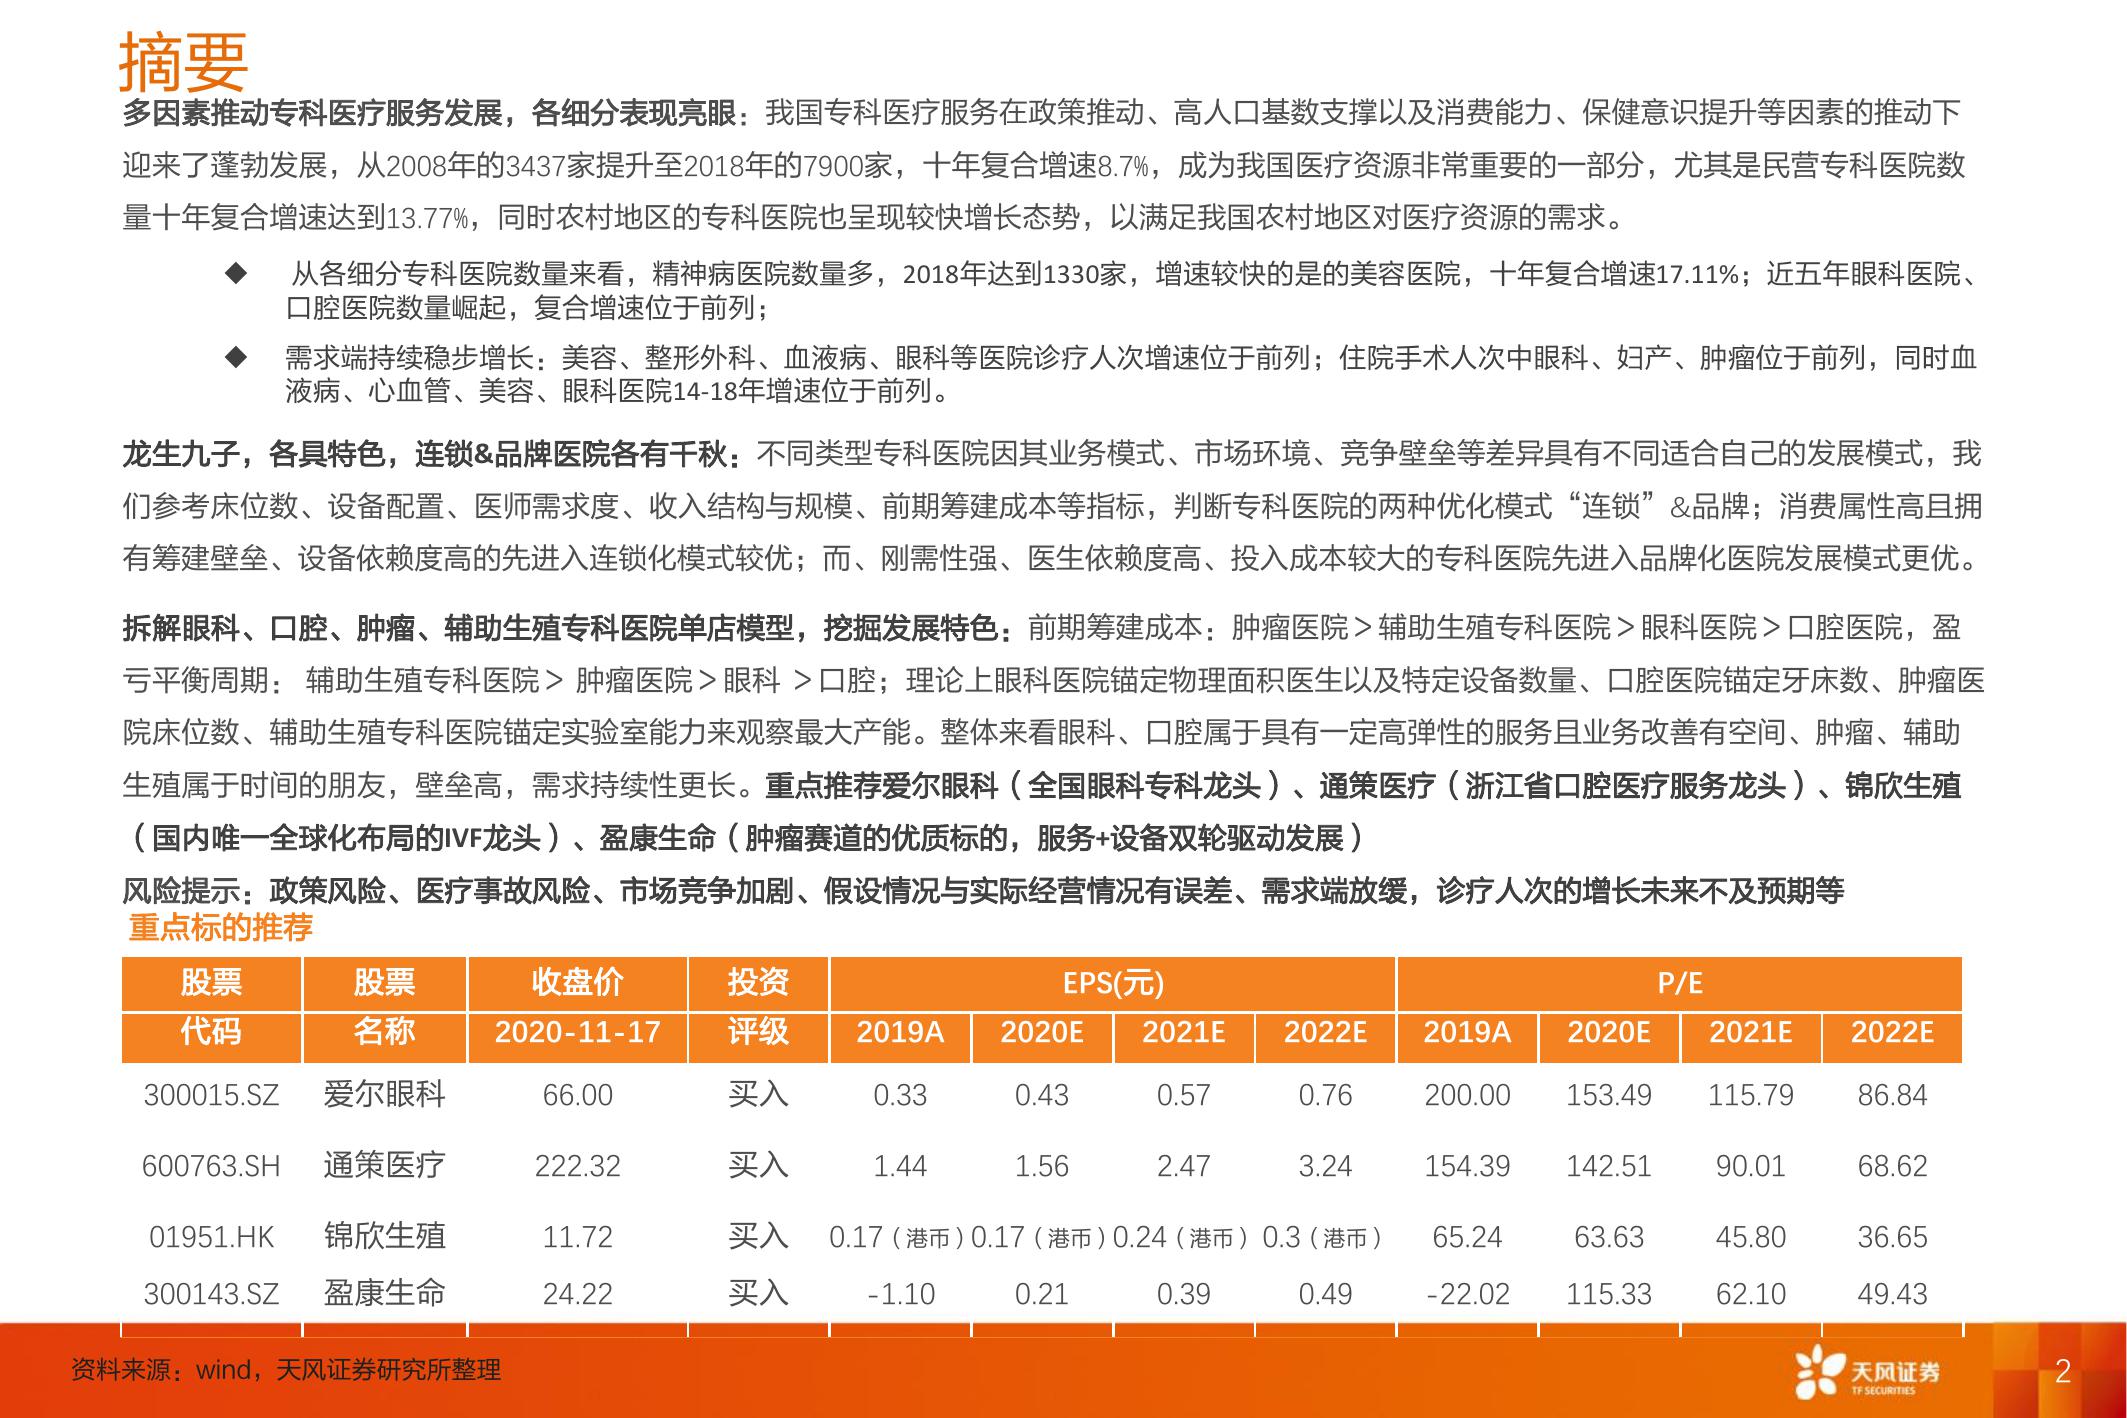 摘要
多因素推动专科医疗服务发展，各细分表现亮眼：我国专科医疗服务在政策推动、高人口基数支撑以及消费能力、保健意识提升等因素的推动下
迎来了蓬勃发展，从2008年的3437家提升至2018年的7900家，十年复合增速8.7%，成为我国医疗资源非常重要的一部分，尤其是民营专科医院数
量十年复合增速达到13.77%，同时农村地区的专科医院也呈现较快增长态势，以满足我国农村地区对医疗资源的需求。
◆ 从各细分专科医院数量来看，精神病医院数量多，2018年达到1330家，增速较快的是的美容医院，十年复合增速17.11%；近五年眼科医院、
口腔医院数量崛起，复合增速位于前列；
◆ 需求端持续稳步增长：美容、整形外科、血液病、眼科等医院诊疗人次增速位于前列；住院手术人次中眼科、妇产、肿瘤位于前列，同时血
液病、心血管、美容、眼科医院14-18年增速位于前列。
龙生九子，各具特色，连锁&品牌医院各有千秋：不同类型专科医院因其业务模式、市场环境、竞争壁垒等差异具有不同适合自己的发展模式，我
们参考床位数、设备配置、医师需求度、收入结构与规模、前期筹建成本等指标，判断专科医院的两种优化模式“连锁”&品牌；消费属性高且拥
有筹建壁垒、设备依赖度高的先进入连锁化模式较优；而、刚需性强、医生依赖度高、投入成本较大的专科医院先进入品牌化医院发展模式更优。
拆解眼科、口腔、肿瘤、辅助生殖专科医院单店模型，挖掘发展特色：前期筹建成本：肿瘤医院＞辅助生殖专科医院＞眼科医院＞口腔医院，盈
亏平衡周期： 辅助生殖专科医院＞ 肿瘤医院＞眼科 ＞口腔；理论上眼科医院锚定物理面积医生以及特定设备数量、口腔医院锚定牙床数、肿瘤医
院床位数、辅助生殖专科医院锚定实验室能力来观察最大产能。整体来看眼科、口腔属于具有一定高弹性的服务且业务改善有空间、肿瘤、辅助
生殖属于时间的朋友，壁垒高，需求持续性更长。重点推荐爱尔眼科（全国眼科专科龙头）、通策医疗（浙江省口腔医疗服务龙头）、锦欣生殖
（国内唯一全球化布局的IVF龙头）、盈康生命（肿瘤赛道的优质标的，服务+设备双轮驱动发展）
风险提示：政策风险、医疗事故风险、市场竞争加剧、假设情况与实际经营情况有误差、需求端放缓，诊疗人次的增长未来不及预期等
重点标的推荐
股票 股票 收盘价 投资 EPS(元) P/E
代码 名称 2020-11-17 评级 2019A 2020E 2021E 2022E 2019A 2020E 2021E 2022E
300015.SZ 爱尔眼科 66.00 买入 0.33 0.43 0.57 0.76 200.00 153.49 115.79 86.84
600763.SH 通策医疗 222.32 买入 1.44 1.56 2.47 3.24 154.39 142.51 90.01 68.62
01951.HK 锦欣生殖 11.72 买入 0.17（港币） 0.17（港币） 0.24（港币） 0.3（港币） 65.24 63.63 45.80 36.65
300143.SZ 盈康生命 24.22 买入 -1.10 0.21 0.39 0.49 -22.02 115.33 62.10 49.43
资料来源：wind，天风证券研究所整理
天风证券
TF SECURITIES
2